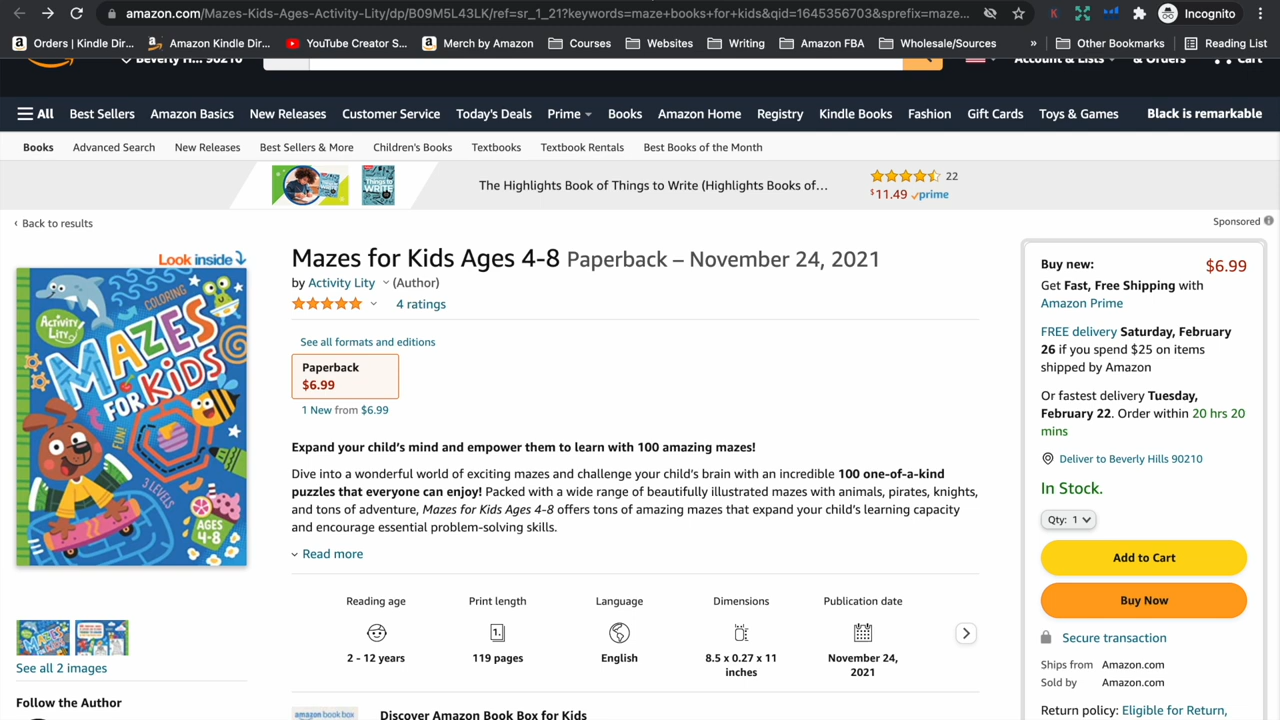 amazon.com/Mazes-Kids-Ages-Activity-Lity/dp/B09M5L43LK/ref=sr_1_21?keywords=maze+books+for+kids&qid=1645356703&sprefix=maze...
Incognito
Orders | Kindle Dir...
Amazon Kindle Dir...
YouTube Creator S...
Merch by Amazon
Courses
Websites
Writing
Amazon FBA
Wholesale/Sources
»
Other Bookmarks
Reading List
Beverly H... 90210
Account & Lists
& Orders
Cart
All
Best Sellers
Amazon Basics
New Releases
Customer Service
Today's Deals
Prime
Books
Amazon Home
Registry
Kindle Books
Fashion
Gift Cards
Toys & Games
Black is remarkable
Books
Advanced Search
New Releases
Best Sellers & More
Children's Books
Textbooks
Textbook Rentals
Best Books of the Month
Things to WRITE
The Highlights Book of Things to Write (Highlights Books of...
22
$11.49 prime
Sponsored
‹ Back to results
Look inside
Activity Lity
COLORING
MAZES
FOR KIDS
FUN!
3 LEVELS
AGES
4-8
See all 2 images
Follow the Author
Mazes for Kids Ages 4-8 Paperback – November 24, 2021
by Activity Lity (Author)
4 ratings
See all formats and editions
Paperback
$6.99
1 New from $6.99
Expand your child's mind and empower them to learn with 100 amazing mazes!
Dive into a wonderful world of exciting mazes and challenge your child's brain with an incredible 100 one-of-a-kind
puzzles that everyone can enjoy! Packed with a wide range of beautifully illustrated mazes with animals, pirates, knights,
and tons of adventure, Mazes for Kids Ages 4-8 offers tons of amazing mazes that expand your child's learning capacity
and encourage essential problem-solving skills.
Read more
Reading age
2 - 12 years
Print length
1.
119 pages
Language
English
Dimensions
8.5 x 0.27 x 11
inches
Publication date
November 24,
2021
amazon book box
Discover Amazon Book Box for Kids
Buy new:
$6.99
Get Fast, Free Shipping with
Amazon Prime
FREE delivery Saturday, February
26 if you spend $25 on items
shipped by Amazon
Or fastest delivery Tuesday,
February 22. Order within 20 hrs 20
mins
Deliver to Beverly Hills 90210
In Stock.
Qty: 1
Add to Cart
Buy Now
Secure transaction
Ships from Amazon.com
Sold by Amazon.com
Return policy: Eligible for Return,